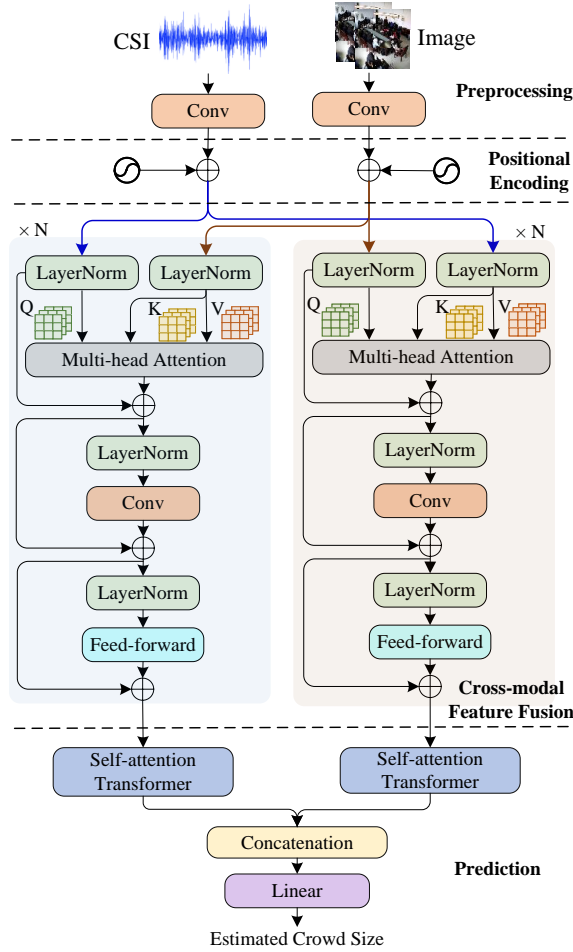 CSI
Image
Preprocessing
Conv
Conv
Positional
Encoding
× N
× N
LayerNorm
LayerNorm
LayerNorm
LayerNorm
Q
K
V
Q
K
V
Multi-head Attention
Multi-head Attention
LayerNorm
LayerNorm
Conv
Conv
LayerNorm
LayerNorm
Feed-forward
Feed-forward
Cross-modal
Feature Fusion
Self-attention
Transformer
Self-attention
Transformer
Concatenation
Prediction
Linear
Estimated Crowd Size